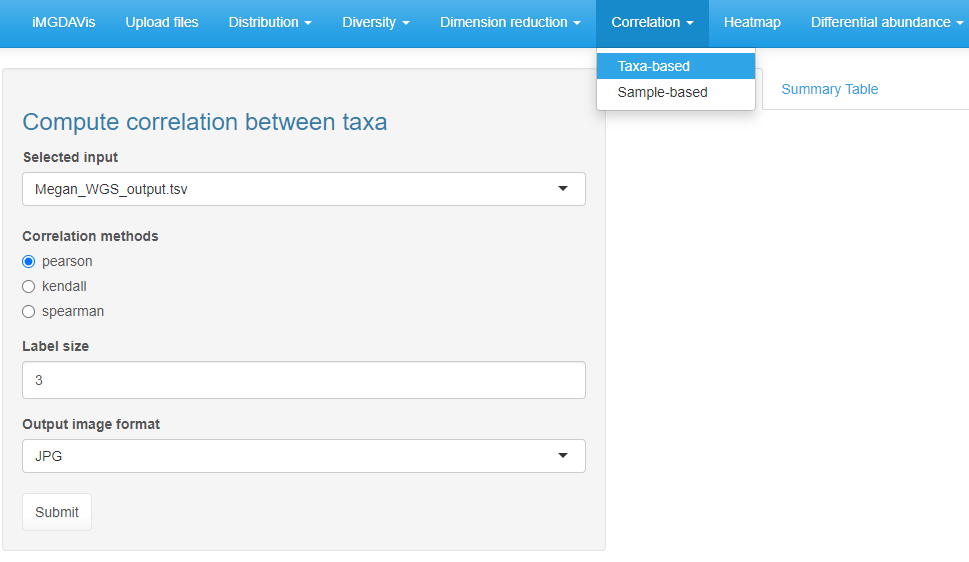 iMGDAVis Upload files Distribution Diversity Dimension reduction Correlation Heatmap Differential abundance
Taxa-based
Sample-based
Summary Table
Compute correlation between taxa
Selected input
Megan_WGS_output.tsv
Correlation methods
pearson
kendall
spearman
Label size
3
Output image format
JPG
Submit